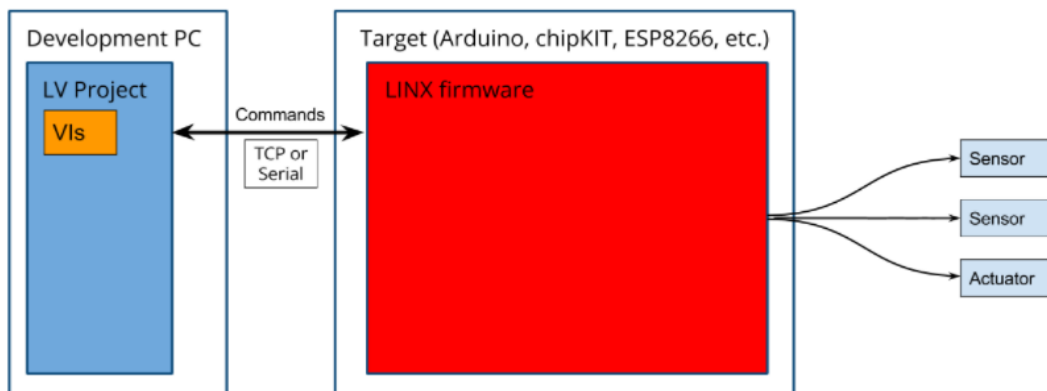 Development PC
LV Project
VIs
Commands
TCP or
Serial
Target (Arduino, chipKIT, ESP8266, etc.)
LINX firmware
Sensor
Sensor
Actuator